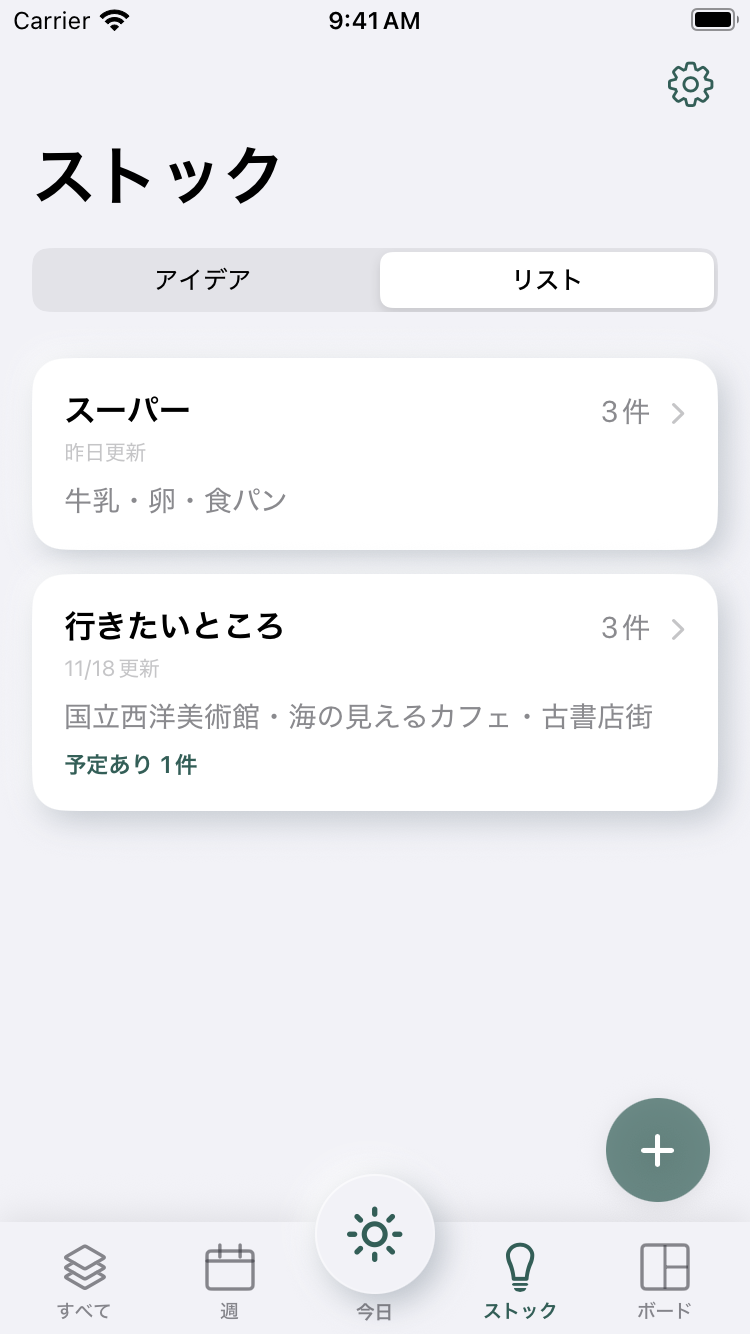 Carrier 9:41 AM
ストック
アイデア リスト
スーパー 3件
昨日更新
牛乳・卵・食パン
行きたいところ 3件
11/18更新
国立西洋美術館・海の見えるカフェ・古書店街
予定あり 1件
すべて 週 今日 ストック ボード